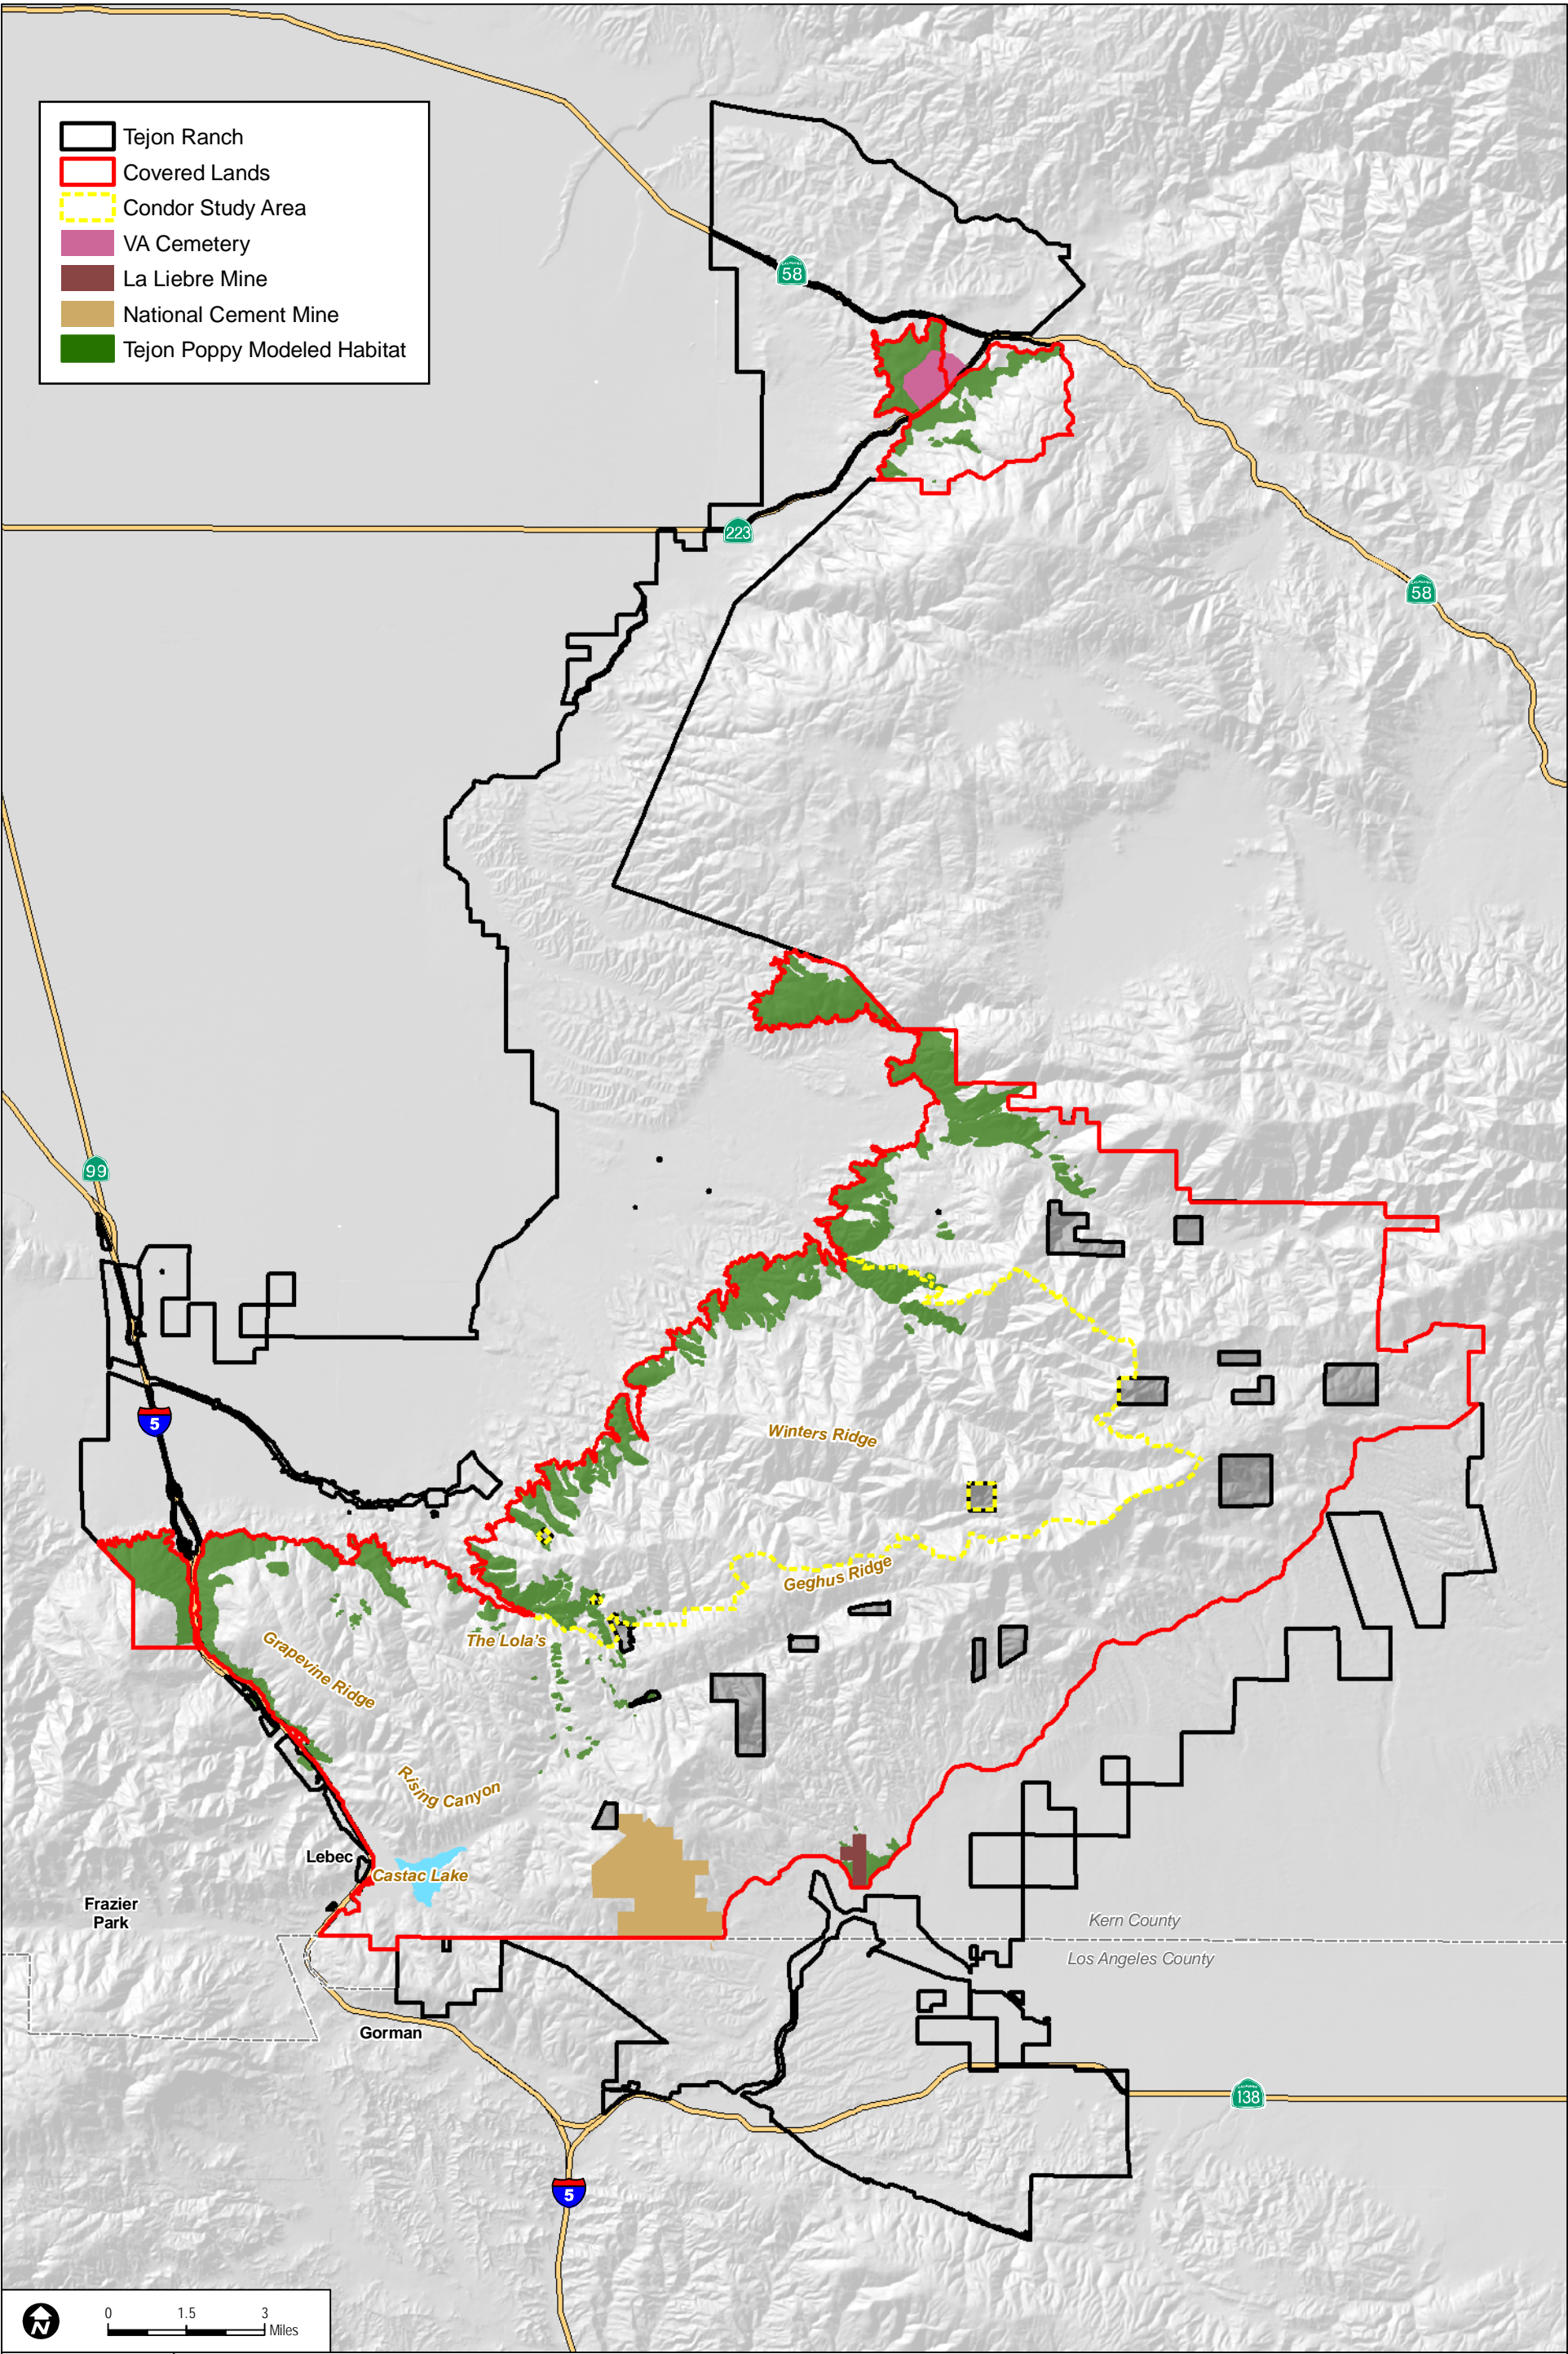 Tejon Ranch
Covered Lands
Condor Study Area
VA Cemetery
La Liebre Mine
National Cement Mine
Tejon Poppy Modeled Habitat
58
223
58
99
5
Winters Ridge
Geghus Ridge
The Lola's
Grapevine Ridge
Rising Canyon
Lebec
Castac Lake
Frazier
Park
Kern County
Los Angeles County
Gorman
138
5
N
0 1.5 3
Miles